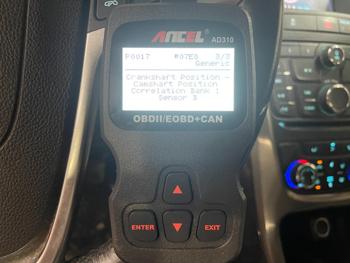 ANCEL
AD310
P0017 $07E8 3/3
Generic
Crankshaft Position -
Camshaft Position
Correlation Bank 1
Sensor B
OBDII/EOBD+CAN
ENTER
EXIT